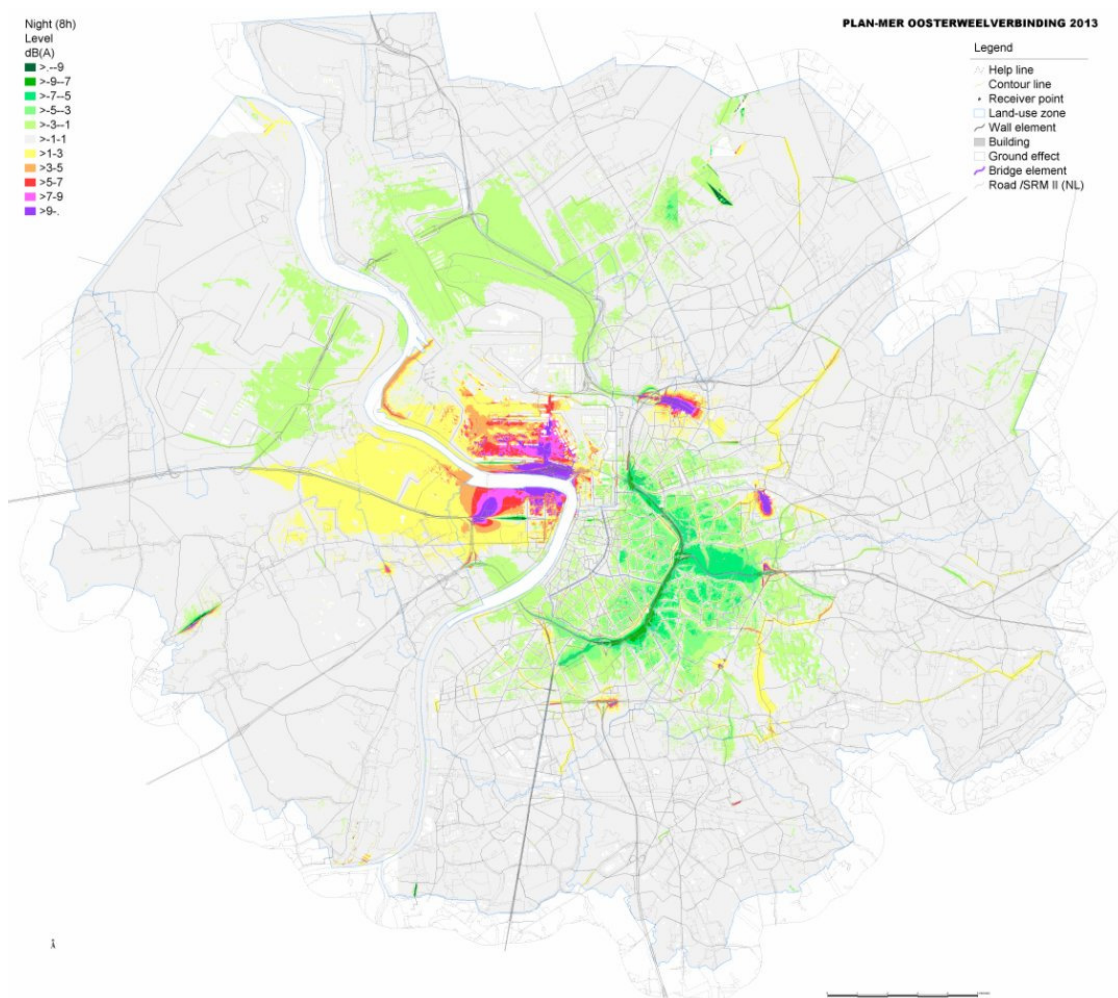 Night (8h)
Level
dB(A)
>.--9
>-9--7
>-7--5
>-5--3
>-3--1
>-1-1
>1-3
>3-5
>5-7
>7-9
>9-.
PLAN-MER OOSTERWEELVERBINDING 2013
Legend
Help line
Contour line
Receiver point
Land-use zone
Wall element
Building
Ground effect
Bridge element
Road /SRM II (NL)